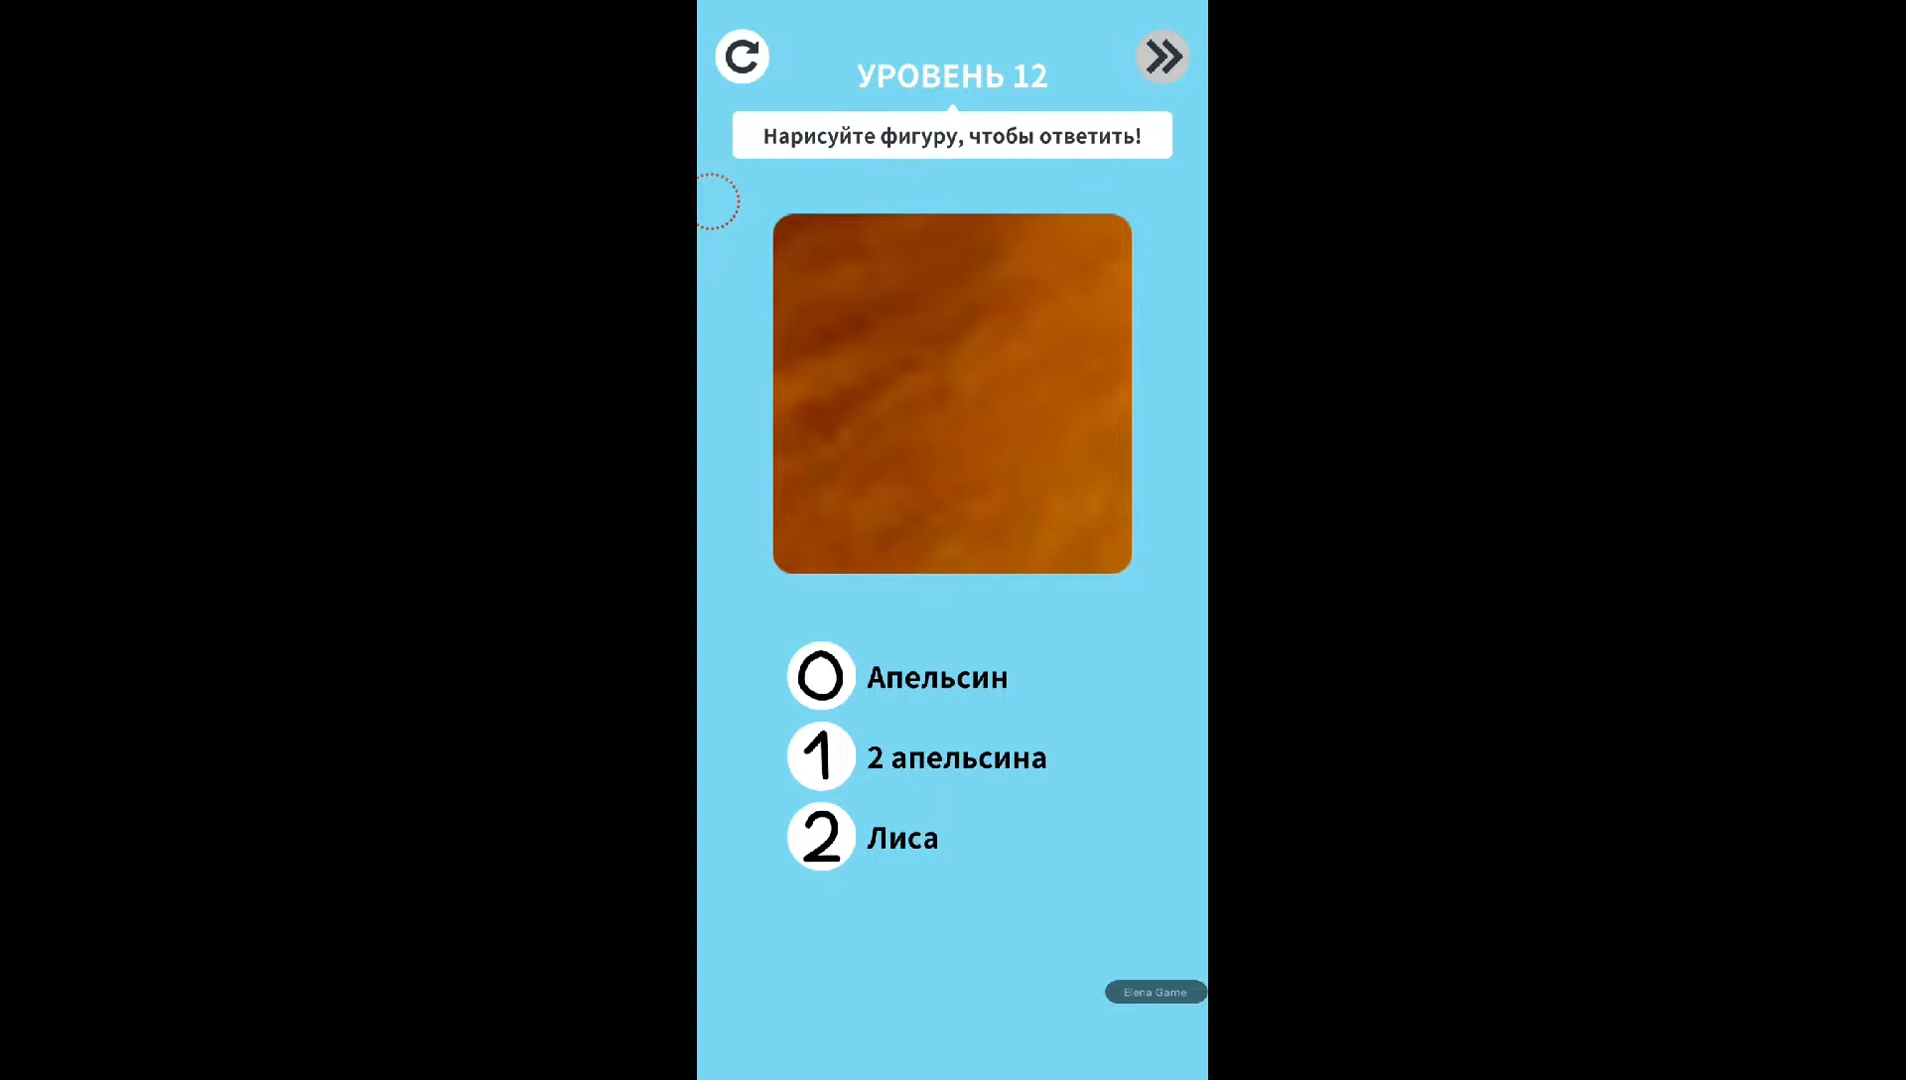 УРОВЕНЬ 12
Нарисуйте фигуру, чтобы ответить!
0 Апельсин
1 2 апельсина
2 Лиса
Elena Game